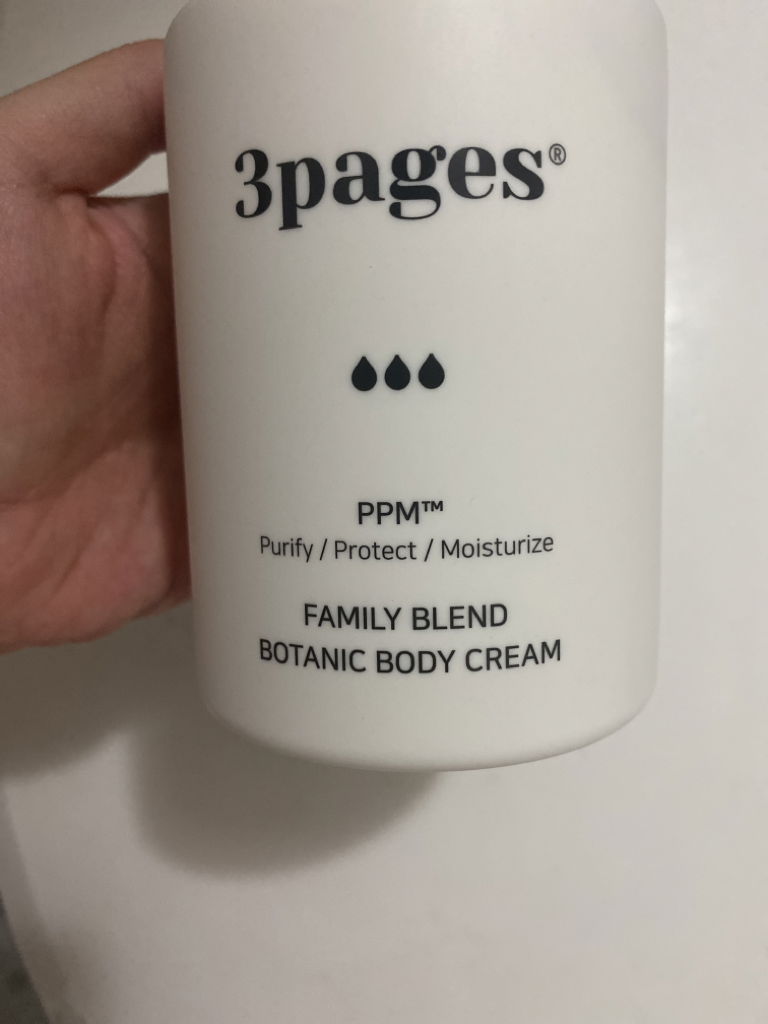 3pages®
PPM™
Purify / Protect / Moisturize
FAMILY BLEND
BOTANIC BODY CREAM